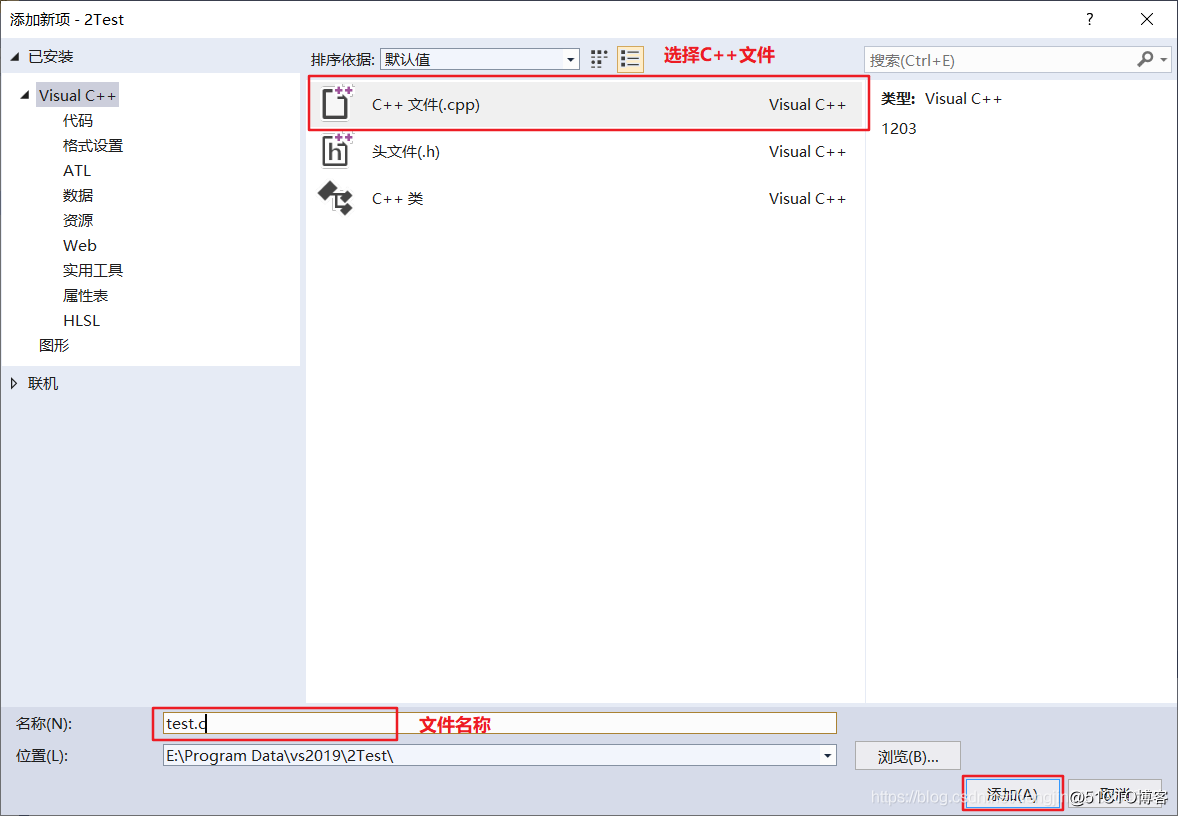 添加新项 - 2Test
?
已安装
排序依据: 默认值
选择C++文件
搜索(Ctrl+E)
Visual C++
代码
格式设置
ATL
数据
资源
Web
实用工具
属性表
HLSL
图形
联机
C++ 文件(.cpp) Visual C++
头文件(.h) Visual C++
C++ 类 Visual C++
类型: Visual C++
1203
名称(N): test.c
文件名称
位置(L): E:\Program Data\vs2019\2Test\
浏览(B)...
添加(A)
取消
https://blog.csdn
@51CTO博客